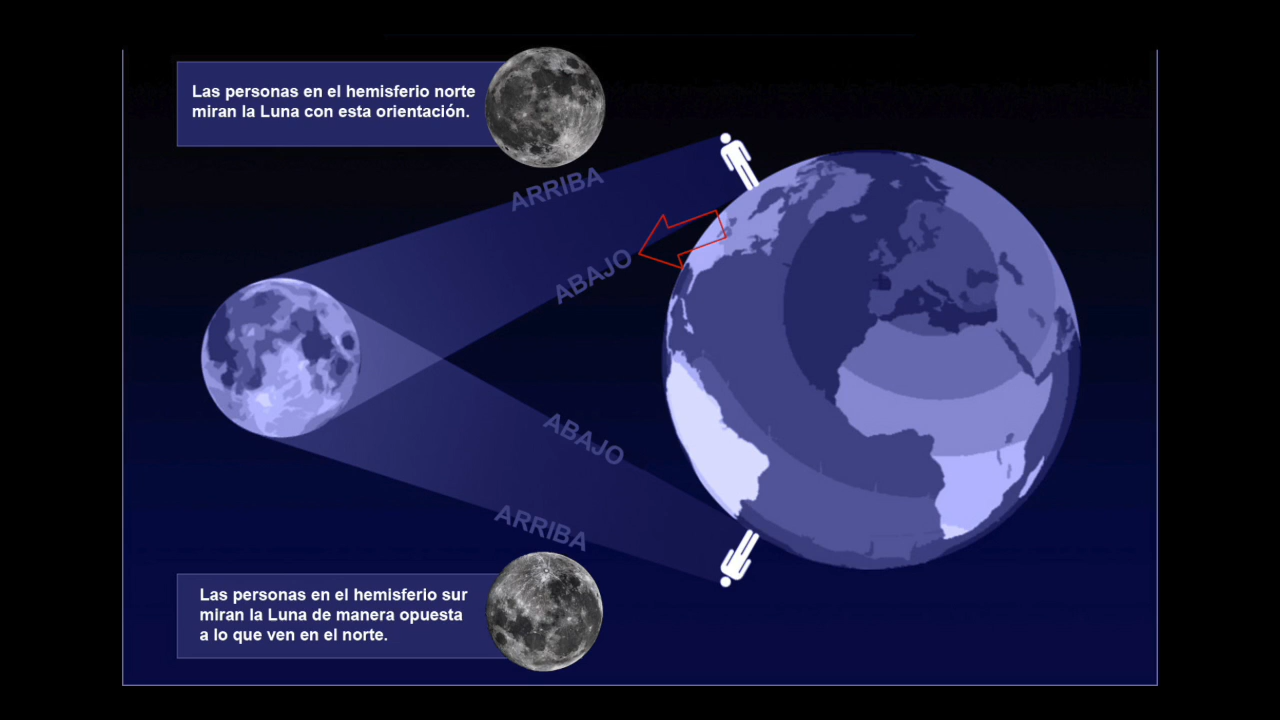 Las personas en el hemisferio norte
miran la Luna con esta orientación.
ARRIBA
ABAJO
ABAJO
ARRIBA
Las personas en el hemisferio sur
miran la Luna de manera opuesta
a lo que ven en el norte.